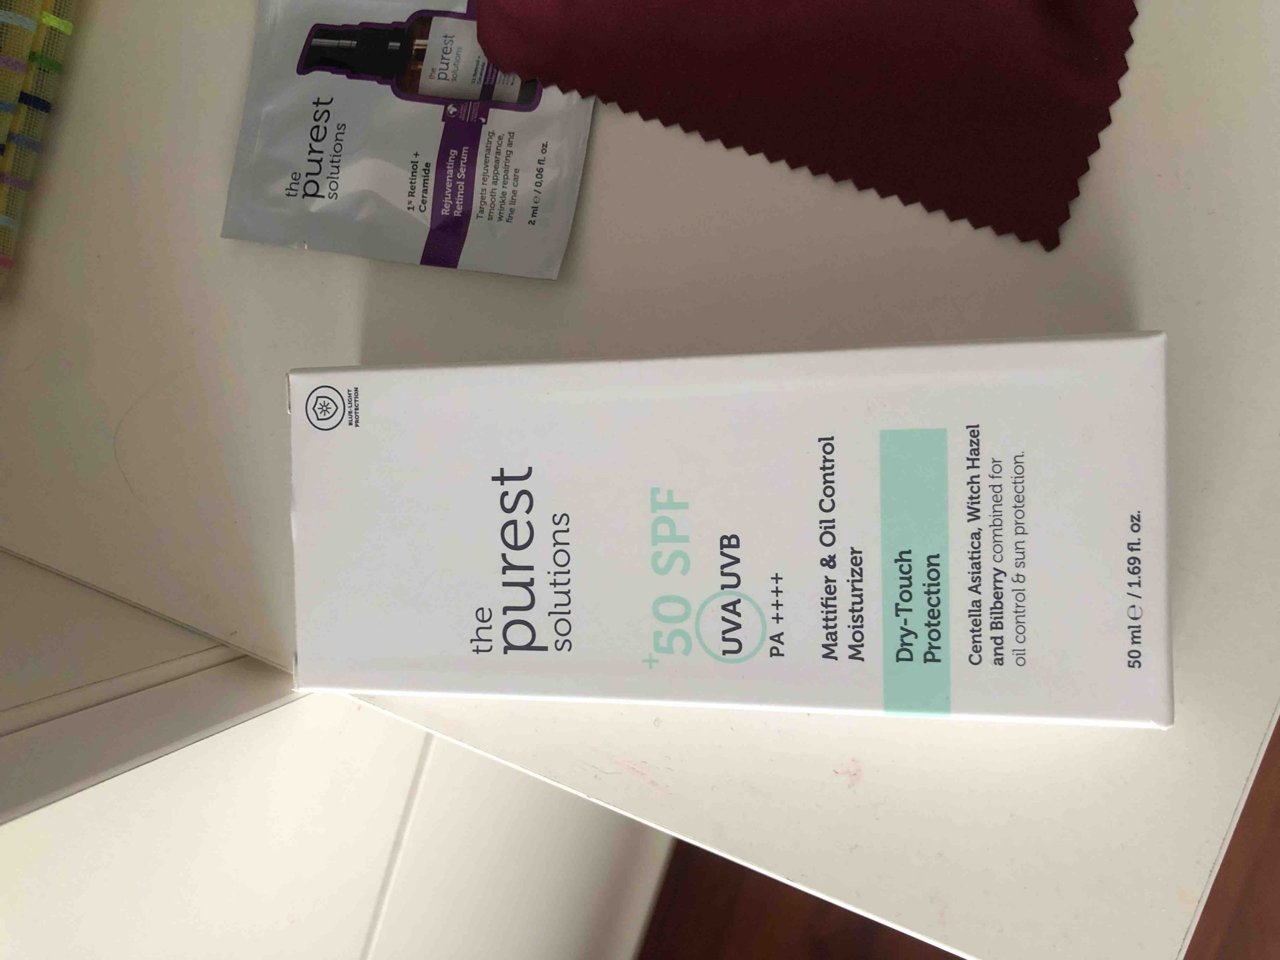 the
purest
solutions
1% Retinol +
Ceramide
Rejuvenating
Retinol Serum
Targets rejuvenating,
smooth appearance,
wrinkle repairing and
fine line care
2 ml ℮ / 0,06 fl. oz.
the
purest
solutions
BLUE-LIGHT
PROTECTION
the
purest
solutions
+50 SPF
UVA UVB
PA ++++
Mattifier & Oil Control
Moisturizer
Dry-Touch
Protection
Centella Asiatica, Witch Hazel
and Bilberry combined for
oil control & sun protection.
50 ml ℮ / 1.69 fl. oz.